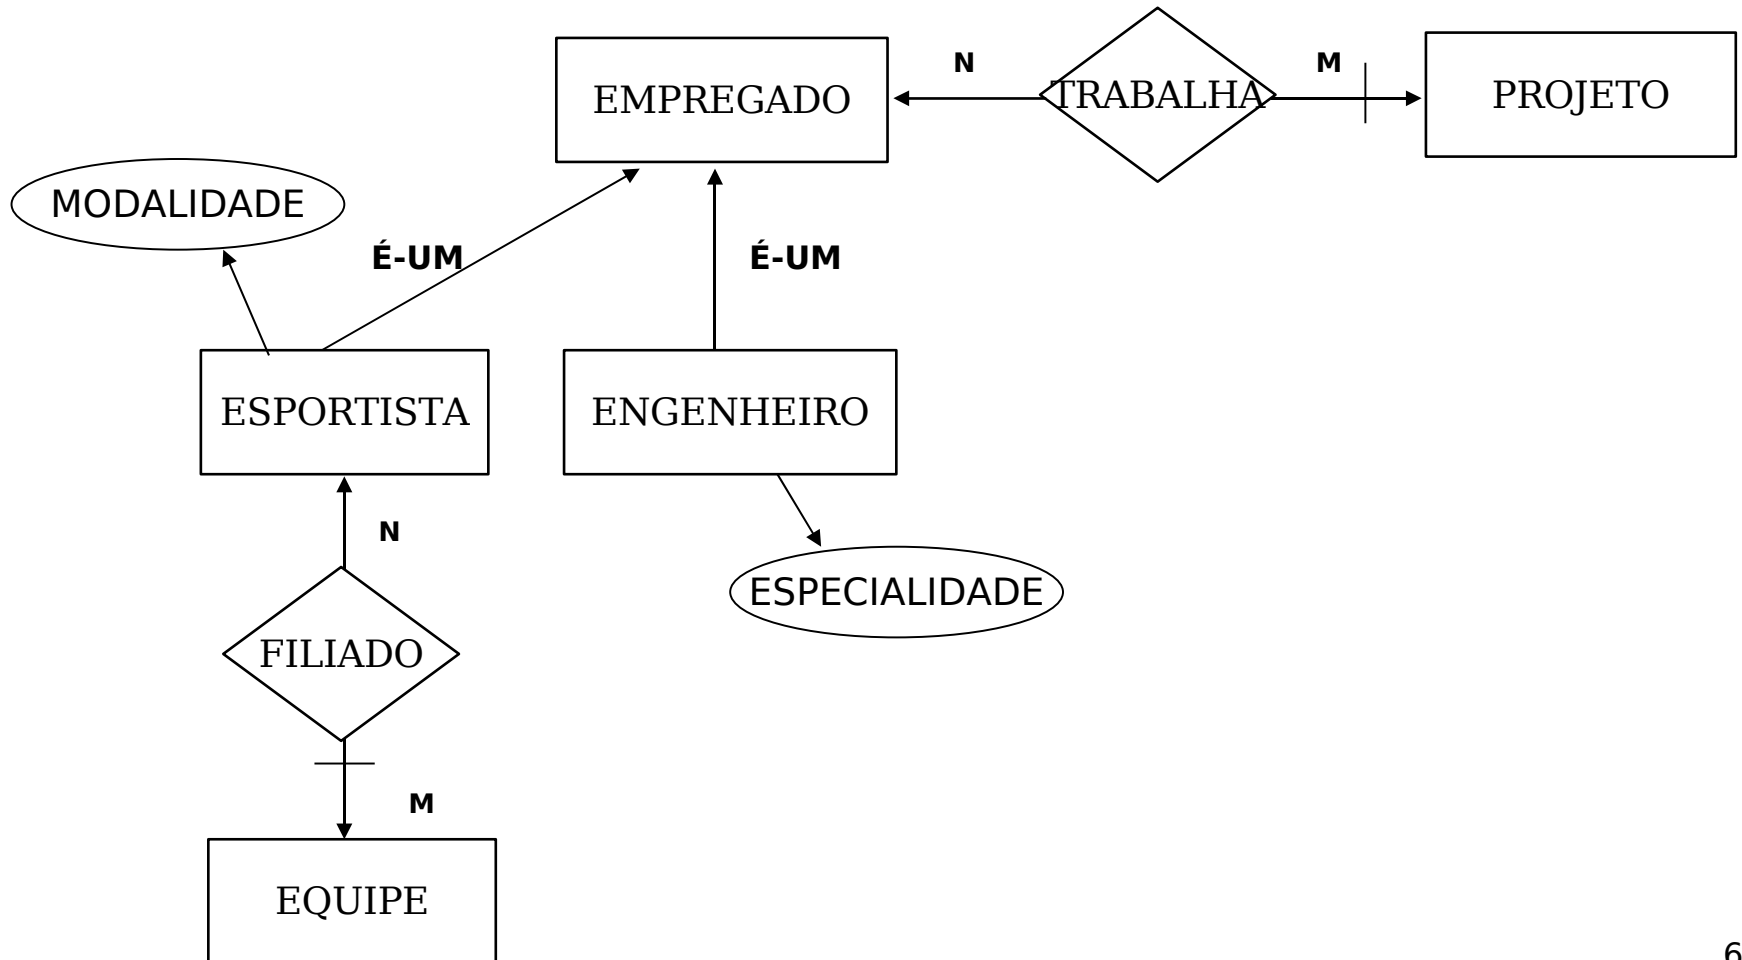 EMPREGADO
N
TRABALHA
M
PROJETO
MODALIDADE
É-UM
É-UM
ESPORTISTA
ENGENHEIRO
N
ESPECIALIDADE
FILIADO
M
EQUIPE
6